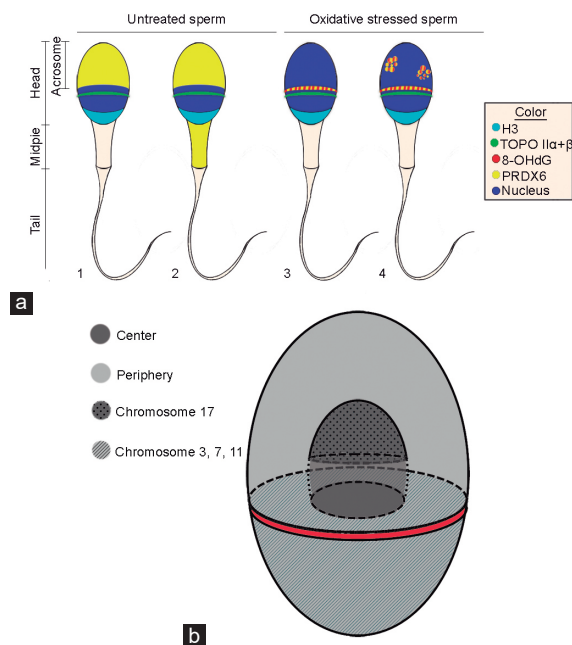 Untreated sperm
Oxidative stressed sperm
Head
Acrosome
Midpie
Tail
1
2
3
4
Color
H3
TOPO IIα+β
8-OHdG
PRDX6
Nucleus
a
Center
Periphery
Chromosome 17
Chromosome 3, 7, 11
b